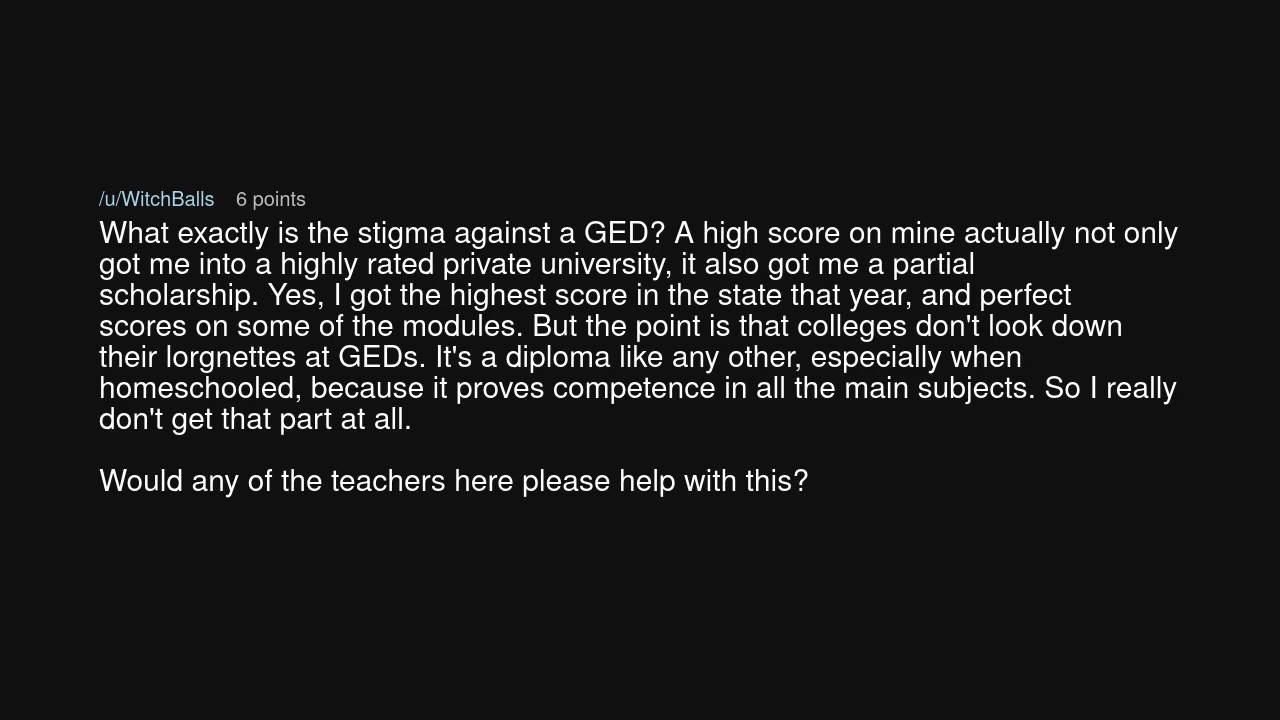 /u/WitchBalls 6 points
What exactly is the stigma against a GED? A high score on mine actually not only
got me into a highly rated private university, it also got me a partial
scholarship. Yes, I got the highest score in the state that year, and perfect
scores on some of the modules. But the point is that colleges don't look down
their lorgnettes at GEDs. It's a diploma like any other, especially when
homeschooled, because it proves competence in all the main subjects. So I really
don't get that part at all.
Would any of the teachers here please help with this?